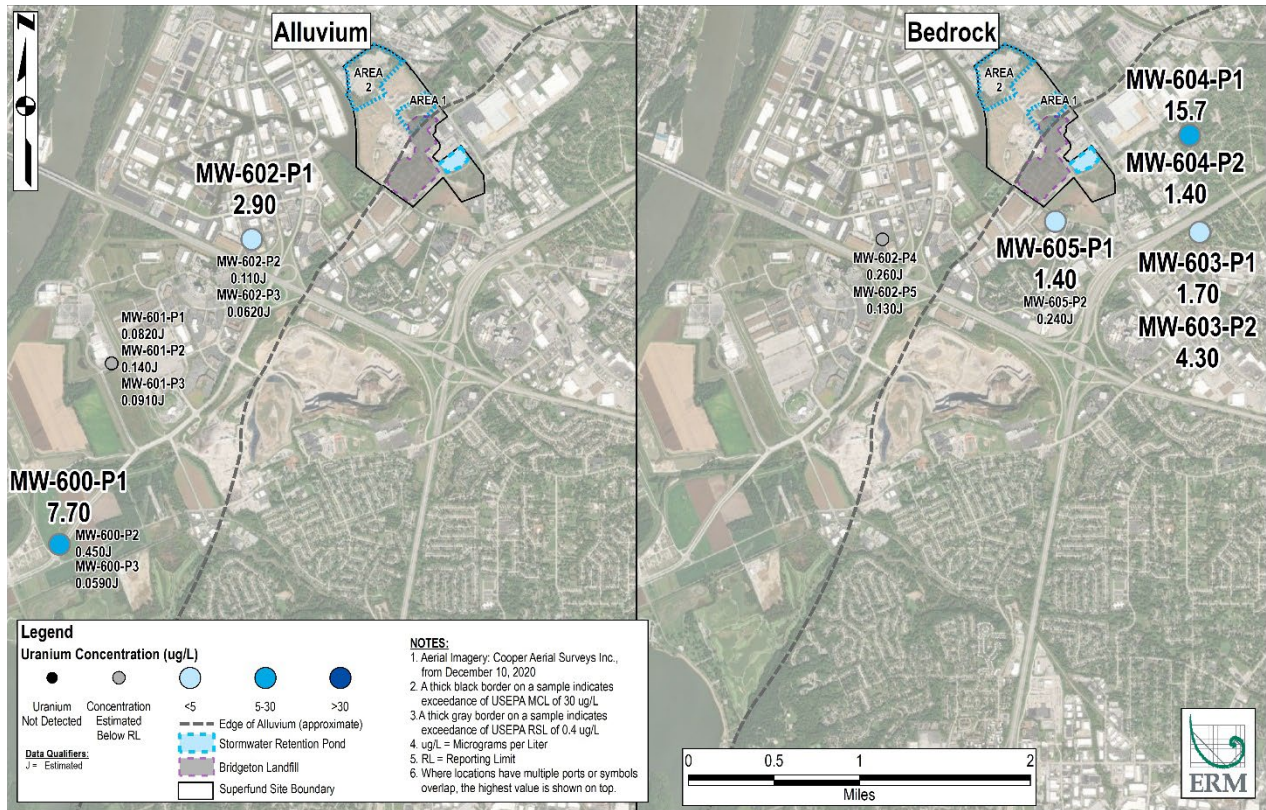 N
Alluvium
AREA
2
AREA 1
MW-602-P1
2.90
MW-602-P2
0.110J
MW-602-P3
0.0620J
MW-601-P1
0.0820J
MW-601-P2
0.140J
MW-601-P3
0.0910J
MW-600-P1
7.70
MW-600-P2
0.450J
MW-600-P3
0.0590J
Bedrock
AREA
2
AREA 1
MW-604-P1
15.7
MW-604-P2
1.40
MW-602-P4
0.260J
MW-602-P5
0.130J
MW-605-P1
1.40
MW-605-P2
0.240J
MW-603-P1
1.70
MW-603-P2
4.30
Legend
Uranium Concentration (ug/L)
Uranium
Not Detected
Concentration
Estimated
Below RL
<5
5-30
>30
Data Qualifiers:
J = Estimated
Edge of Alluvium (approximate)
Stormwater Retention Pond
Bridgeton Landfill
Superfund Site Boundary
NOTES:
1. Aerial Imagery: Cooper Aerial Surveys Inc.,
from December 10, 2020
2. A thick black border on a sample indicates
exceedance of USEPA MCL of 30 ug/L
3.A thick gray border on a sample indicates
exceedance of USEPA RSL of 0.4 ug/L
4. ug/L = Micrograms per Liter
5. RL = Reporting Limit
6. Where locations have multiple ports or symbols
overlap, the highest value is shown on top.
0 0.5 1 2
Miles
ERM